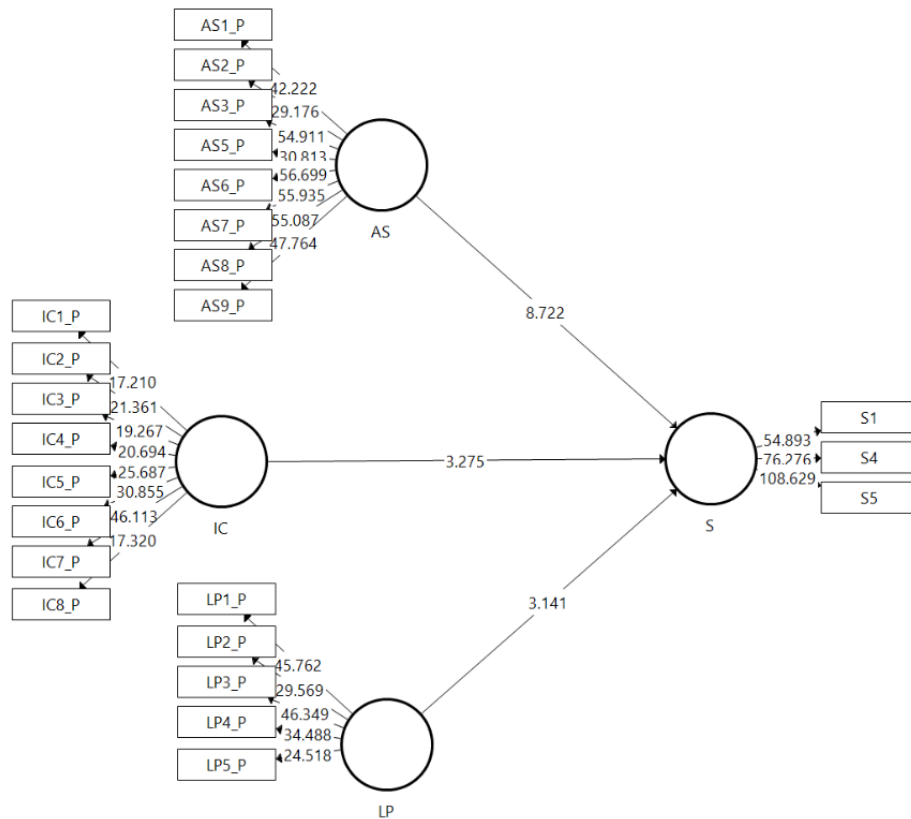 AS1_P
AS2_P
AS3_P
AS5_P
AS6_P
AS7_P
AS8_P
AS9_P
42.222
29.176
54.911
30.813
56.699
55.935
55.087
47.764
AS
8.722
IC1_P
IC2_P
IC3_P
IC4_P
IC5_P
IC6_P
IC7_P
IC8_P
17.210
21.361
19.267
20.694
25.687
30.855
46.113
17.320
IC
3.275
S
54.893
76.276
108.629
S1
S4
S5
3.141
LP1_P
LP2_P
LP3_P
LP4_P
LP5_P
45.762
29.569
46.349
34.488
24.518
LP